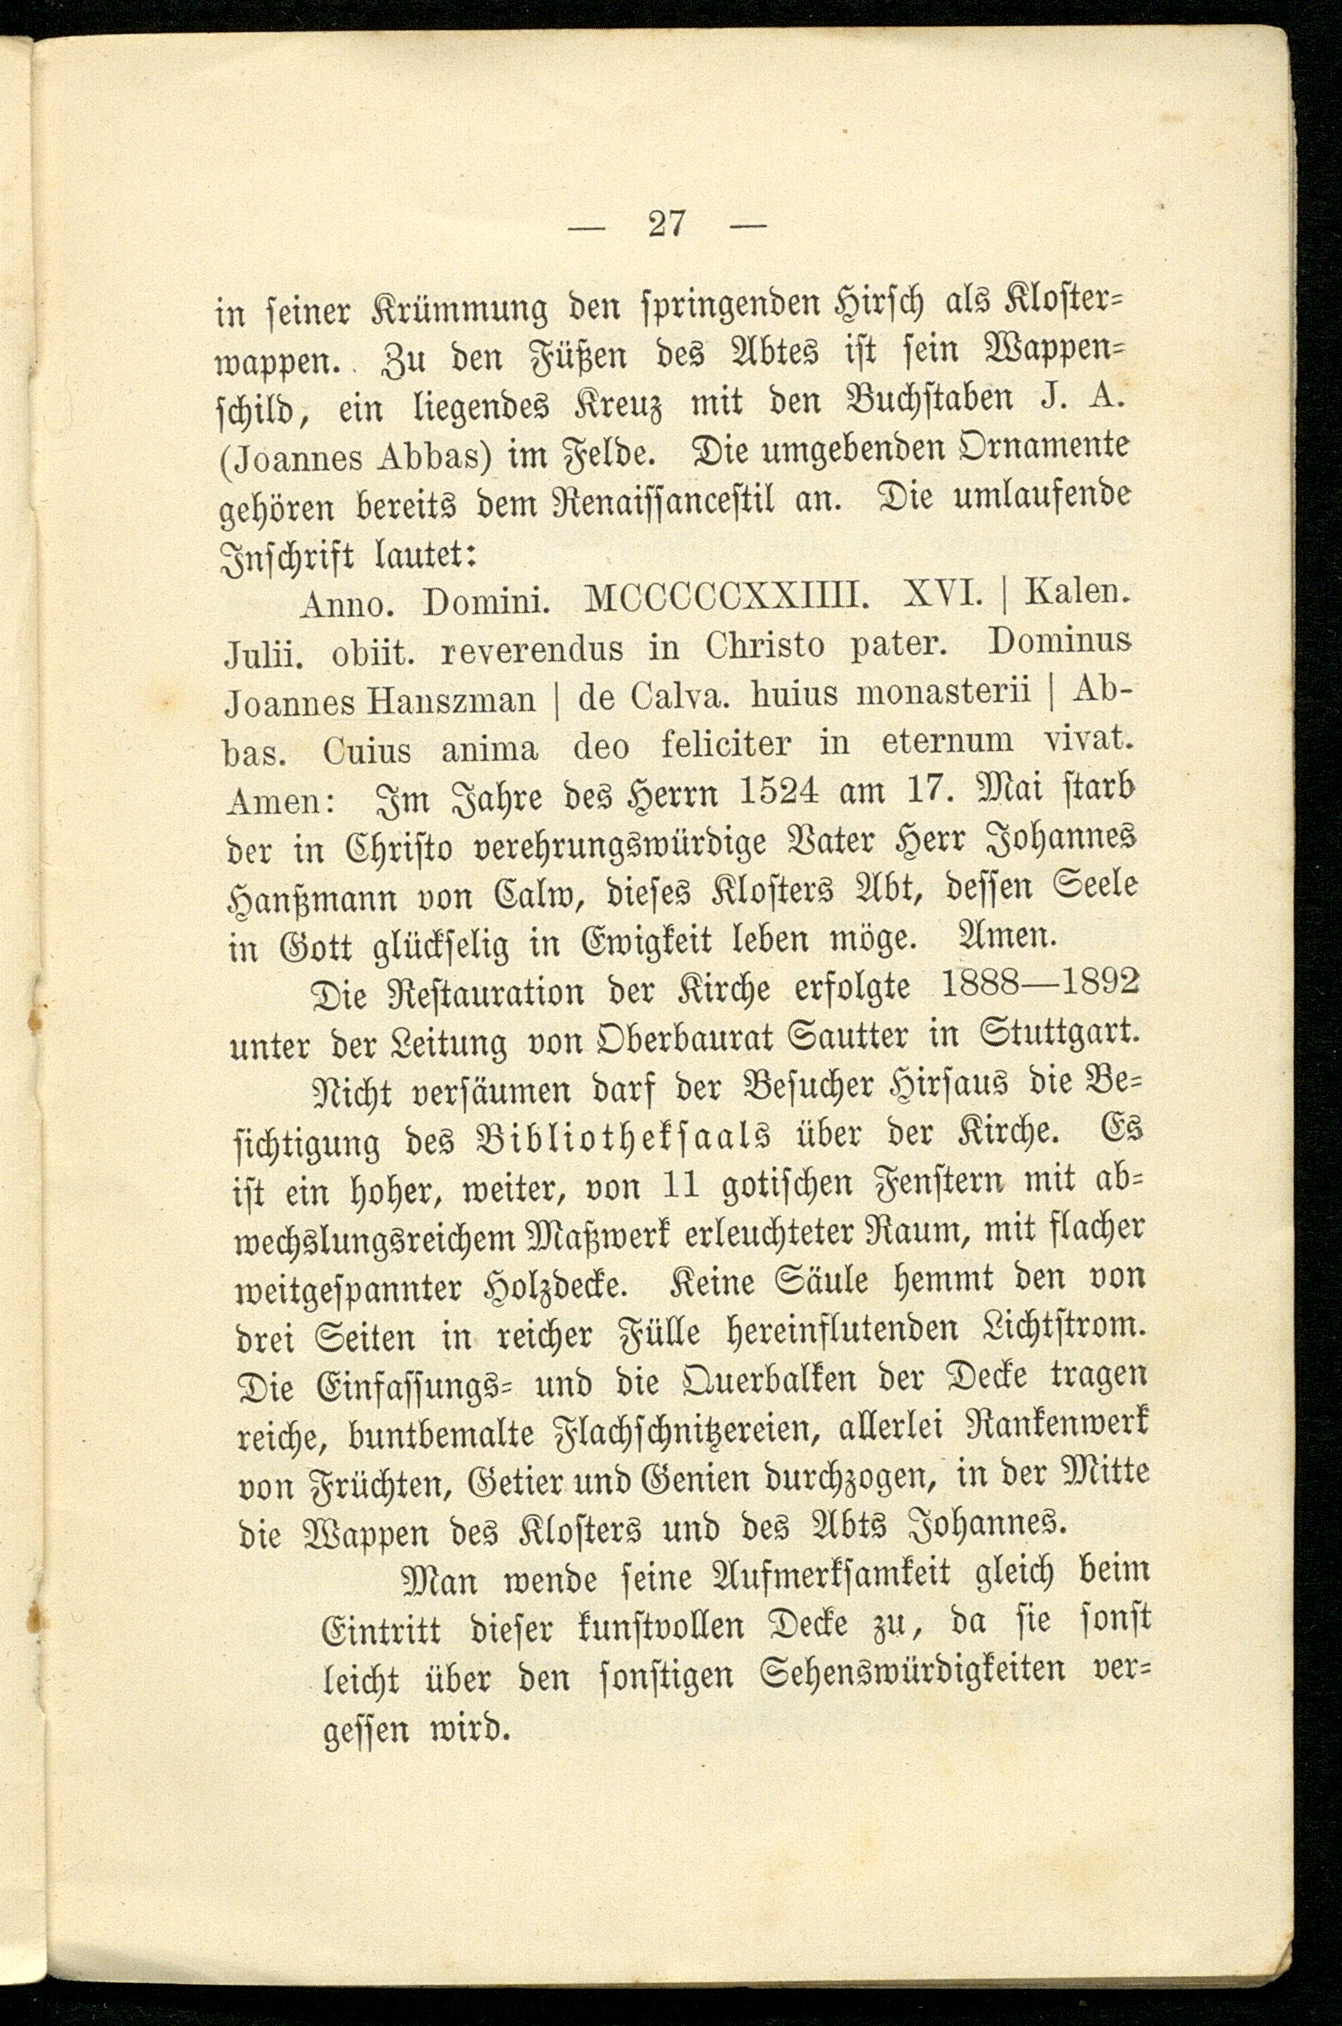 — 27 —
in seiner Krümmung den springenden Hirsch als Kloster-
wappen. Zu den Füßen des Abtes ist sein Wappen-
schild, ein liegendes Kreuz mit den Buchstaben J. A.
(Joannes Abbas) im Felde. Die umgebenden Ornamente
gehören bereits dem Renaissancestil an. Die umlaufende
Inschrift lautet:
Anno. Domini. MCCCCCXXIIII. XVI. | Kalen.
Julii. obiit. reverendus in Christo pater. Dominus
Joannes Hanszman | de Calva. huius monasterii | Ab-
bas. Cuius anima deo feliciter in eternum vivat.
Amen: Im Jahre des Herrn 1524 am 17. Mai starb
der in Christo verehrungswürdige Vater Herr Johannes
Hanßmann von Calw, dieses Klosters Abt, dessen Seele
in Gott glückselig in Ewigkeit leben möge. Amen.
Die Restauration der Kirche erfolgte 1888—1892
unter der Leitung von Oberbaurat Sautter in Stuttgart.
Nicht versäumen darf der Besucher Hirsaus die Be-
sichtigung des Bibliotheksaals über der Kirche. Es
ist ein hoher, weiter, von 11 gotischen Fenstern mit ab-
wechslungsreichem Maßwerk erleuchteter Raum, mit flacher
weitgespannter Holzdecke. Keine Säule hemmt den von
drei Seiten in reicher Fülle hereinflutenden Lichtstrom.
Die Einfassungs- und die Querbalken der Decke tragen
reiche, buntbemalte Flachschnitzereien, allerlei Rankenwerk
von Früchten, Getier und Genien durchzogen, in der Mitte
die Wappen des Klosters und des Abts Johannes.
Man wende seine Aufmerksamkeit gleich beim
Eintritt dieser kunstvollen Decke zu, da sie sonst
leicht über den sonstigen Sehenswürdigkeiten ver-
gessen wird.